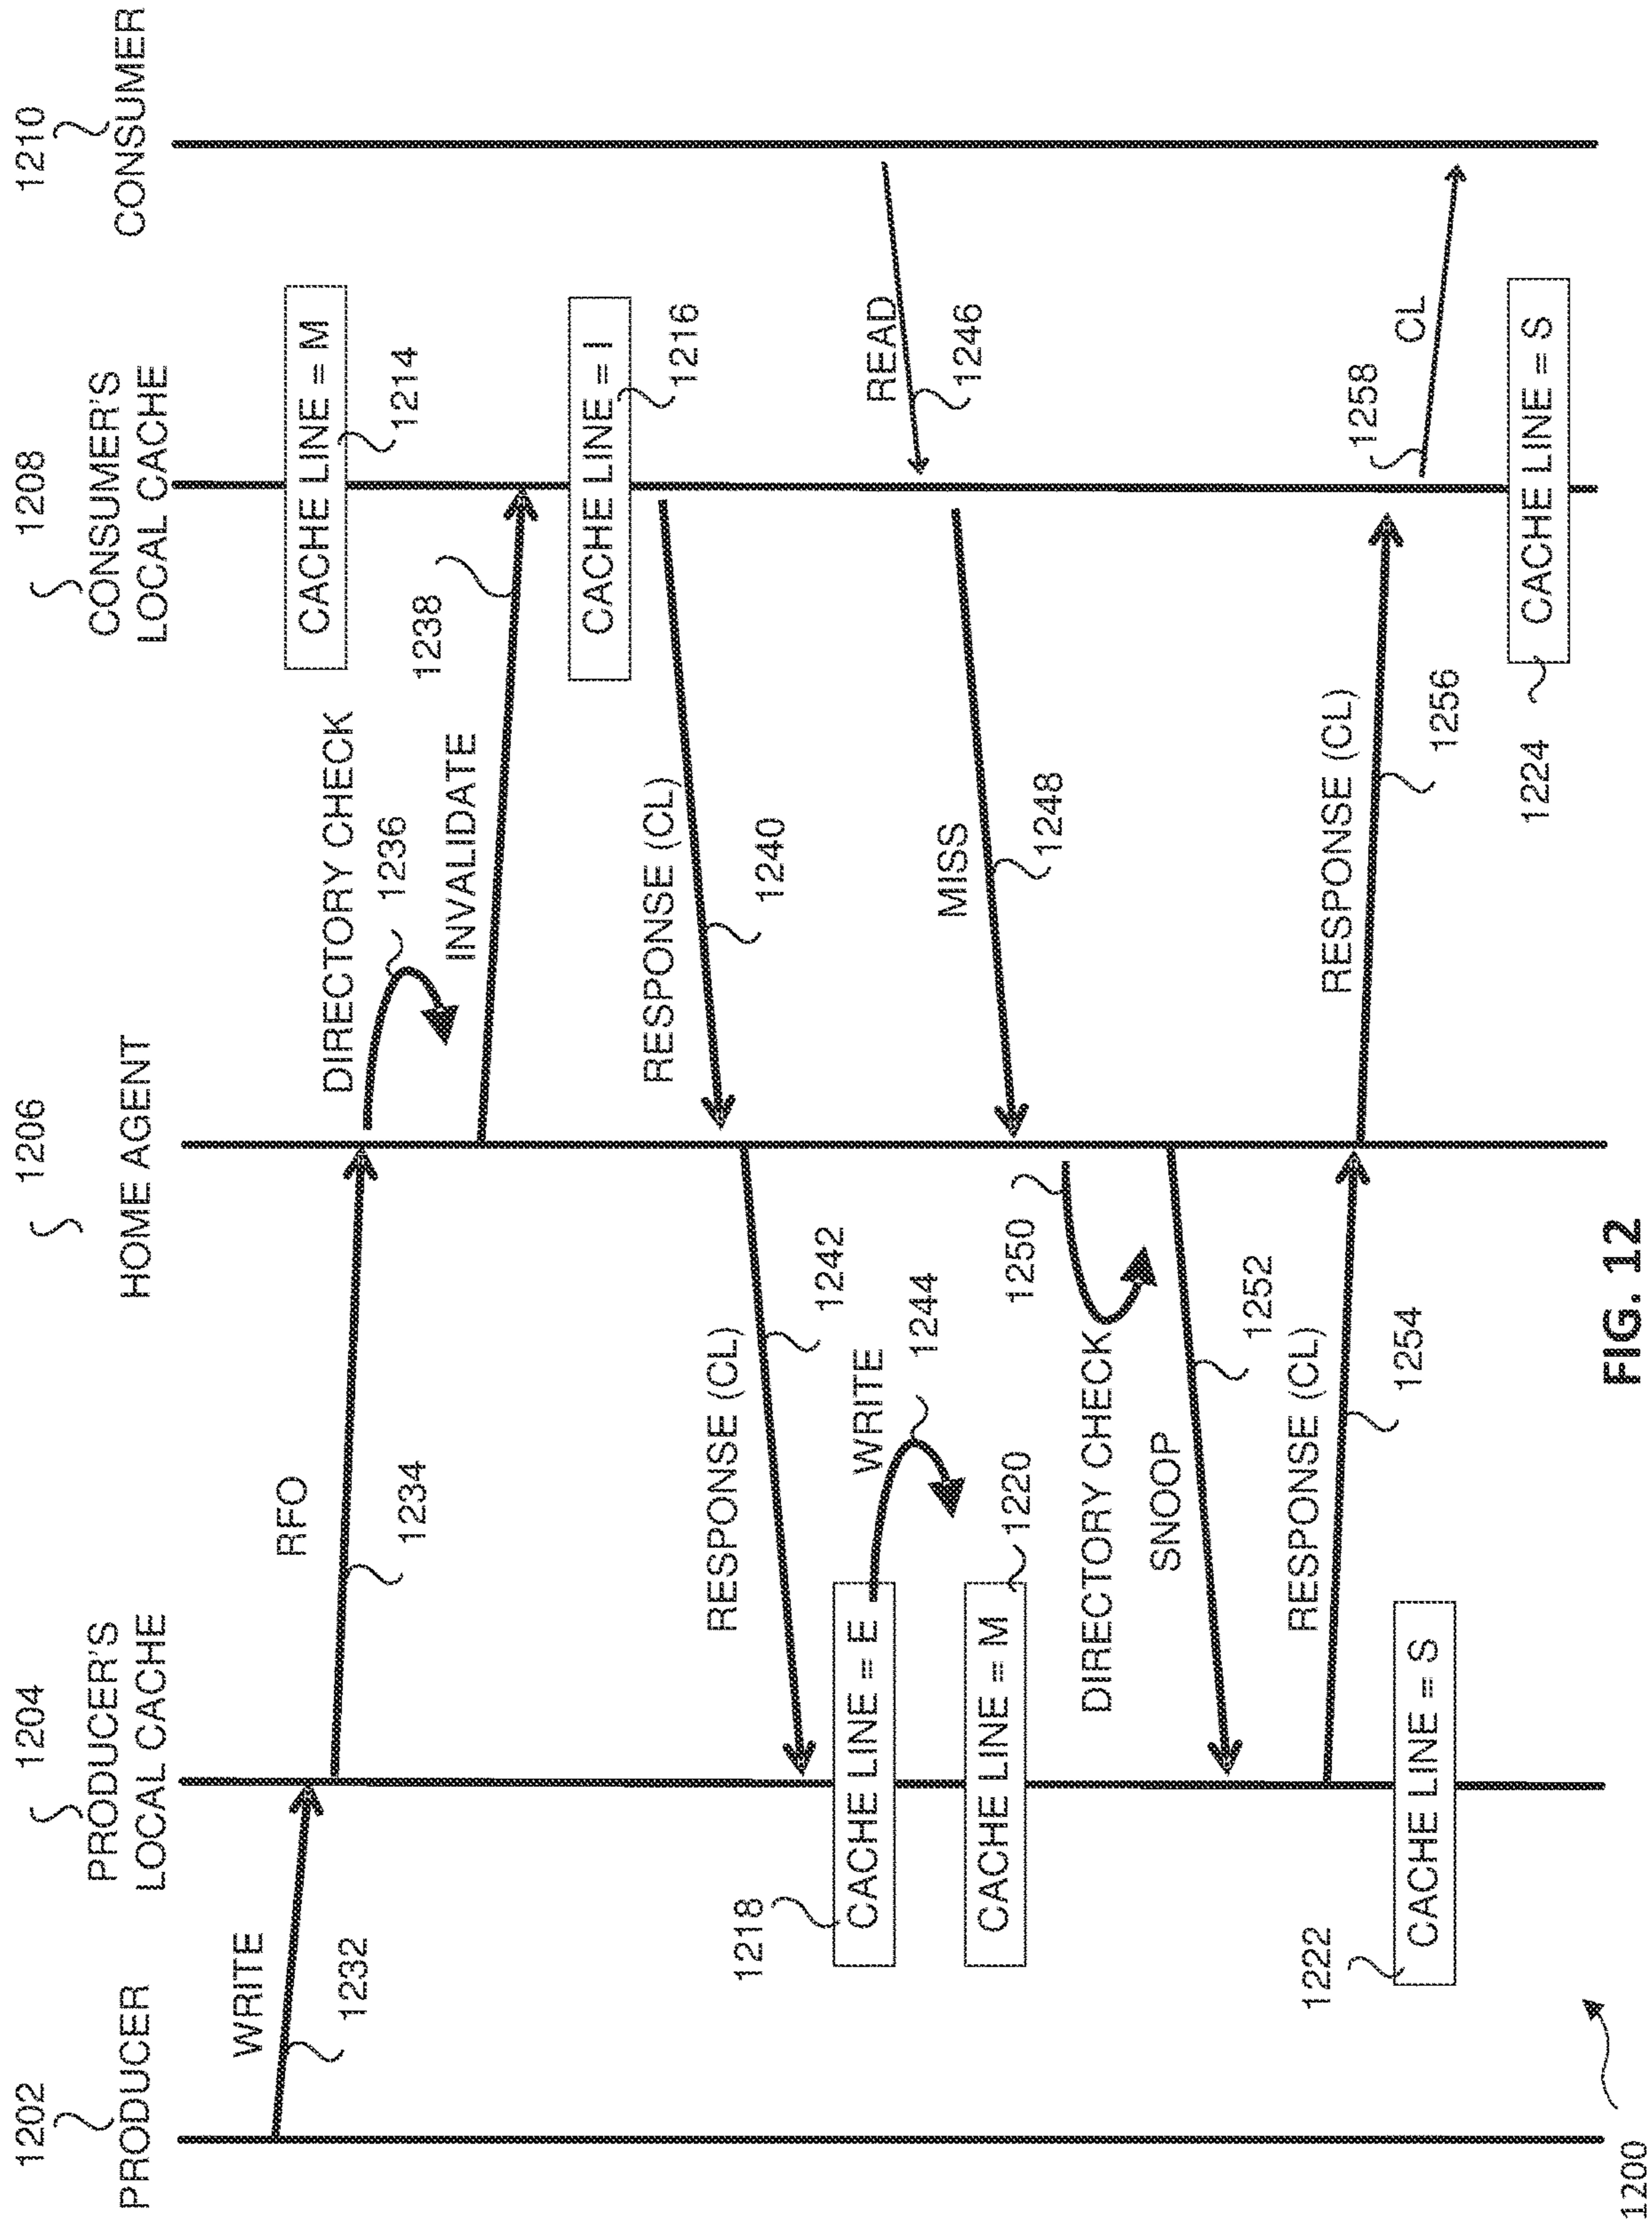 1202
PRODUCER
1204
PRODUCER'S
LOCAL CACHE
1206
HOME AGENT
1208
CONSUMER'S
LOCAL CACHE
1210
CONSUMER
WRITE
1232
RFO
1234
CACHE LINE = M
1214
DIRECTORY CHECK
1236
1238
INVALIDATE
CACHE LINE = I
1216
RESPONSE (CL)
1240
RESPONSE (CL)
1242
1218
CACHE LINE = E
WRITE
1244
READ
1246
CACHE LINE = M
1220
MISS
1248
1250
DIRECTORY CHECK
SNOOP
1252
RESPONSE (CL)
1254
RESPONSE (CL)
1256
1258
CL
1222
CACHE LINE = S
CACHE LINE = S
1224
1200
FIG. 12